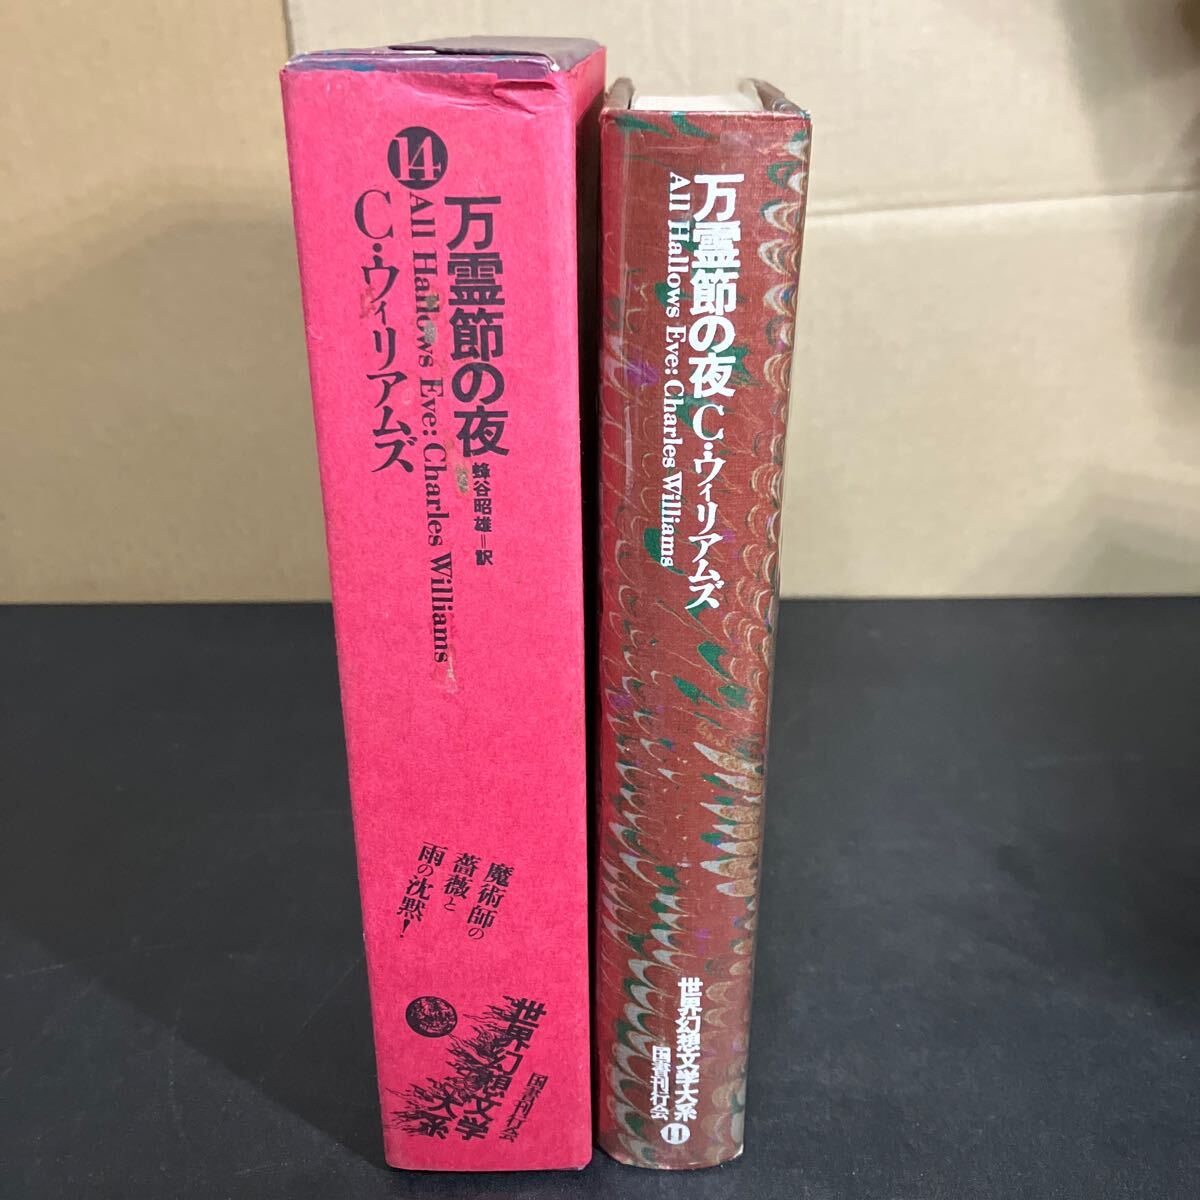 14
万霊節の夜
蜂谷昭雄=訳
All Hallows Eve: Charles Williams
C・ウィリアムズ
魔術師の
薔薇と
雨の沈黙!
世界幻想文学大系
国書刊行会
万霊節の夜 C・ウィリアムズ
All Hallows Eve: Charles Williams
世界幻想文学大系
国書刊行会